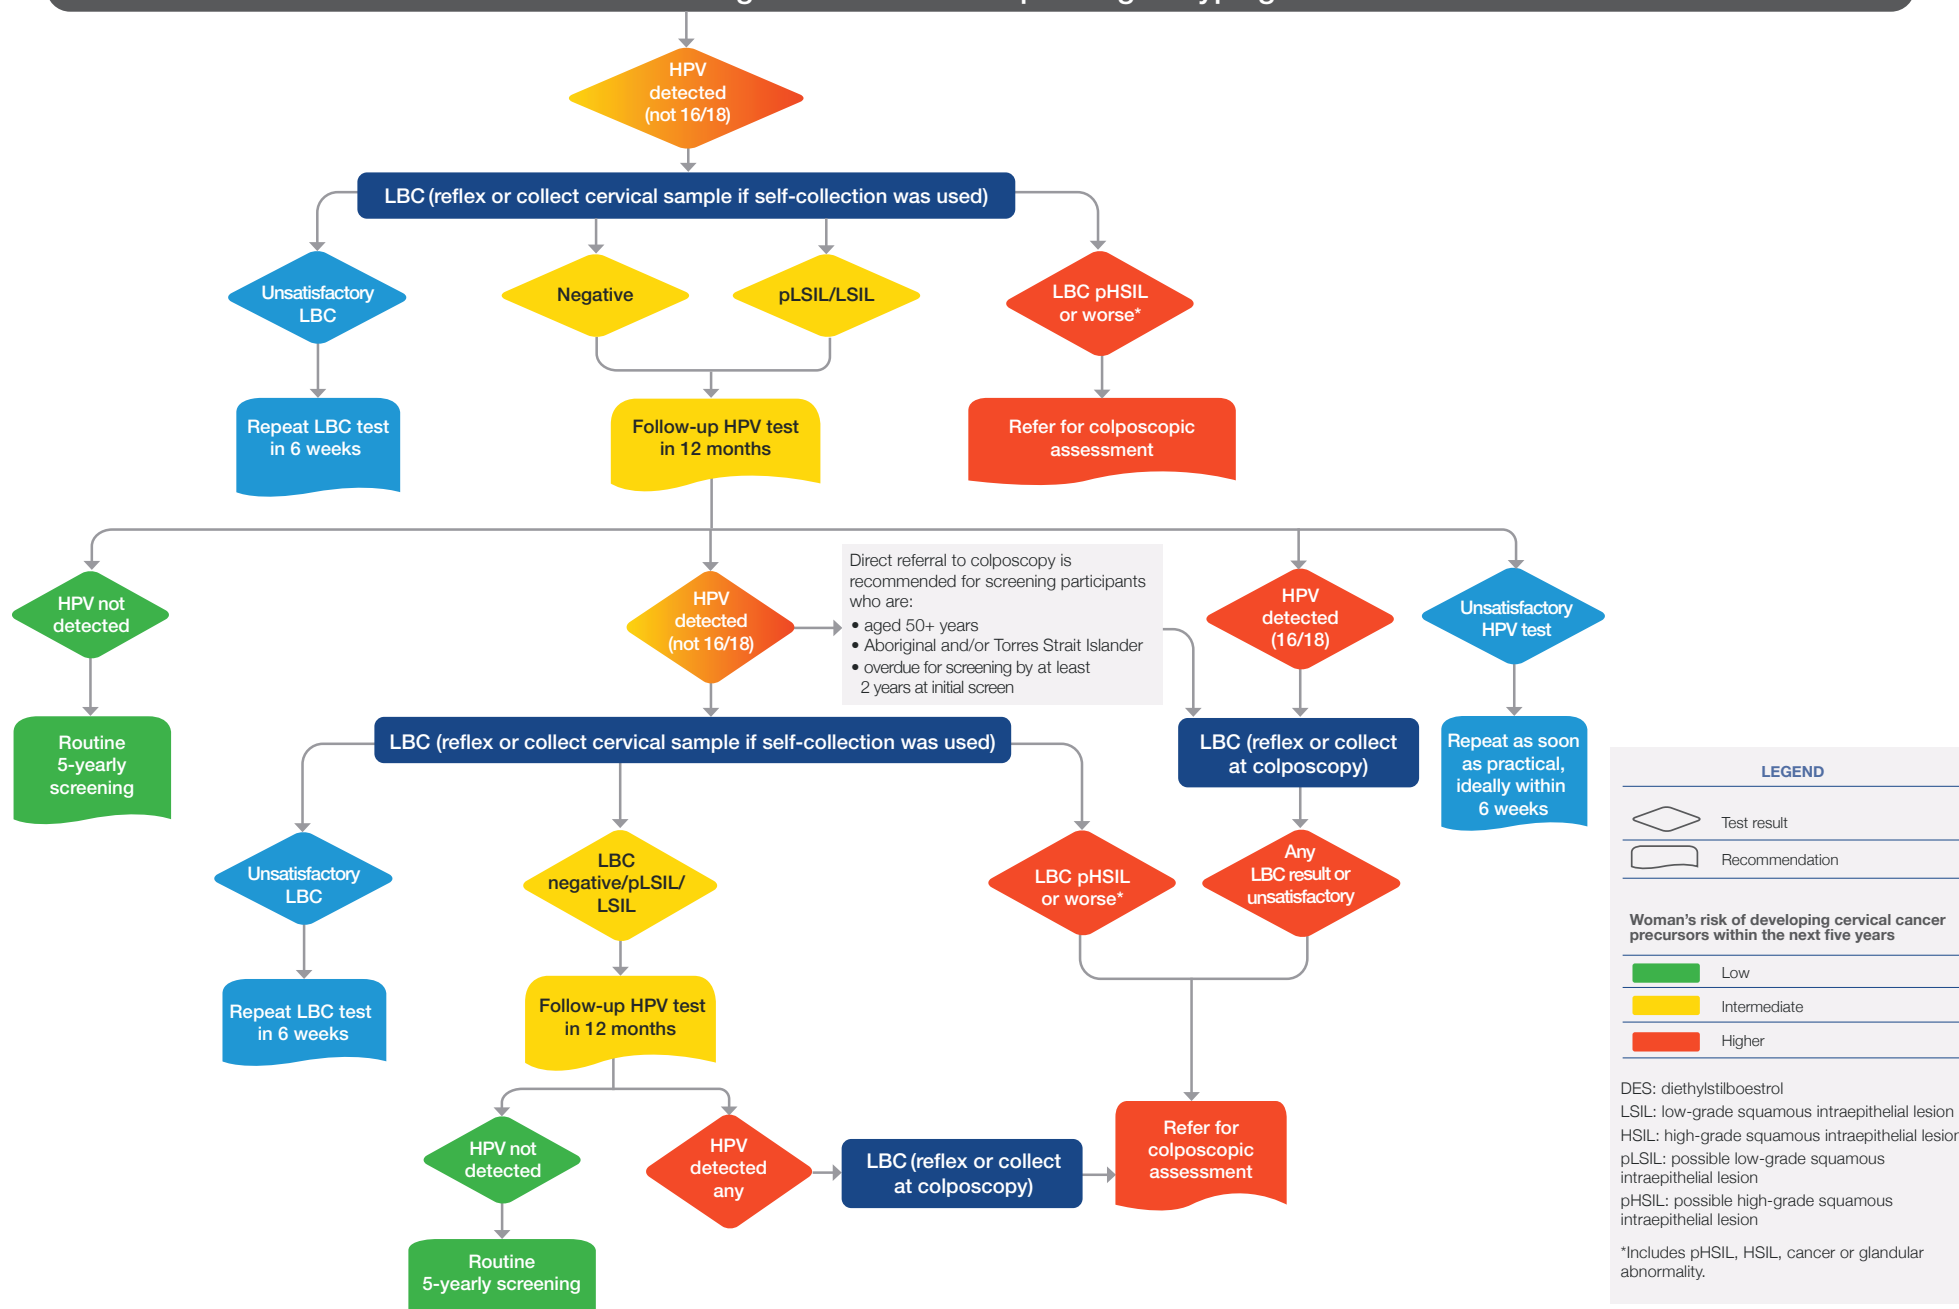 HPV
detected
(not 16/18)
LBC (reflex or collect cervical sample if self-collection was used)
Unsatisfactory
LBC
Negative
pLSIL/LSIL
LBC pHSIL
or worse*
Repeat LBC test
in 6 weeks
Follow-up HPV test
in 12 months
Refer for colposcopic
assessment
HPV not
detected
HPV
detected
(not 16/18)
Direct referral to colposcopy is
recommended for screening participants
who are:
• aged 50+ years
• Aboriginal and/or Torres Strait Islander
• overdue for screening by at least
2 years at initial screen
HPV
detected
(16/18)
Unsatisfactory
HPV test
Routine
5-yearly
screening
LBC (reflex or collect cervical sample if self-collection was used)
LBC (reflex or collect
at colposcopy)
Repeat as soon
as practical,
ideally within
6 weeks
Unsatisfactory
LBC
LBC
negative/pLSIL/
LSIL
LBC pHSIL
or worse*
Any
LBC result or
unsatisfactory
Repeat LBC test
in 6 weeks
Follow-up HPV test
in 12 months
HPV not
detected
HPV
detected
any
LBC (reflex or collect
at colposcopy)
Refer for
colposcopic
assessment
Routine
5-yearly screening
LEGEND
Test result
Recommendation
Woman's risk of developing cervical cancer
precursors within the next five years
Low
Intermediate
Higher
DES: diethylstilboestrol
LSIL: low-grade squamous intraepithelial lesion
HSIL: high-grade squamous intraepithelial lesion
pLSIL: possible low-grade squamous
intraepithelial lesion
pHSIL: possible high-grade squamous
intraepithelial lesion
*Includes pHSIL, HSIL, cancer or glandular
abnormality.